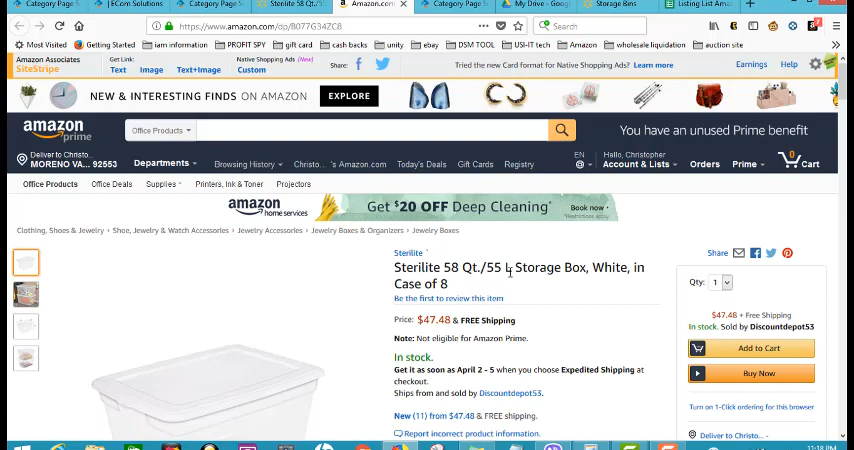 Category Page
ECom Solutions
Category Page S
Sterilite 58 Qt./55
Amazon.com
Category Page S
My Drive - Goog
Storage Bins
Listing List Am
https://www.amazon.com/dp/B077G34ZC8
Search
Most Visited
Getting Started
iam information
PROFIT SPY
gift card
cash backs
unity
ebay
DSM TOOL
USI-IT tech
Amazon
wholesale liquidation
auction site
Amazon Associates
SiteStripe
Get Link:
Text
Image
Text+Image
Native Shopping Ads (New)
Custom
Share:
Tried the new Card format for Native Shopping Ads? Learn more
Earnings
Help
NEW & INTERESTING FINDS ON AMAZON
EXPLORE
amazon
prime
Office Products
You have an unused Prime benefit
Deliver to Christo...
MORENO VA... 92553
Departments
Browsing History
Christo...'s Amazon.com
Today's Deals
Gift Cards
Registry
EN
Hello, Christopher
Account & Lists
Orders
Prime
0
Cart
Office Products
Office Deals
Supplies
Printers, Ink & Toner
Projectors
amazon
home services
Get $20 OFF Deep Cleaning*
Book now
*Restrictions apply
Clothing, Shoes & Jewelry › Shoe, Jewelry & Watch Accessories › Jewelry Accessories › Jewelry Boxes & Organizers › Jewelry Boxes
Sterilite
Sterilite 58 Qt./55 L Storage Box, White, in
Case of 8
Be the first to review this item
Price: $47.48 & FREE Shipping
Note: Not eligible for Amazon Prime.
In stock.
Get it as soon as April 2 - 5 when you choose Expedited Shipping at
checkout.
Ships from and sold by Discountdepot53.
New (11) from $47.48 & FREE shipping.
Report incorrect product information.
Share
Qty: 1
$47.48 + Free Shipping
In stock. Sold by Discountdepot53
Add to Cart
Buy Now
Turn on 1-Click ordering for this browser
Deliver to Christo...
11:18 PM